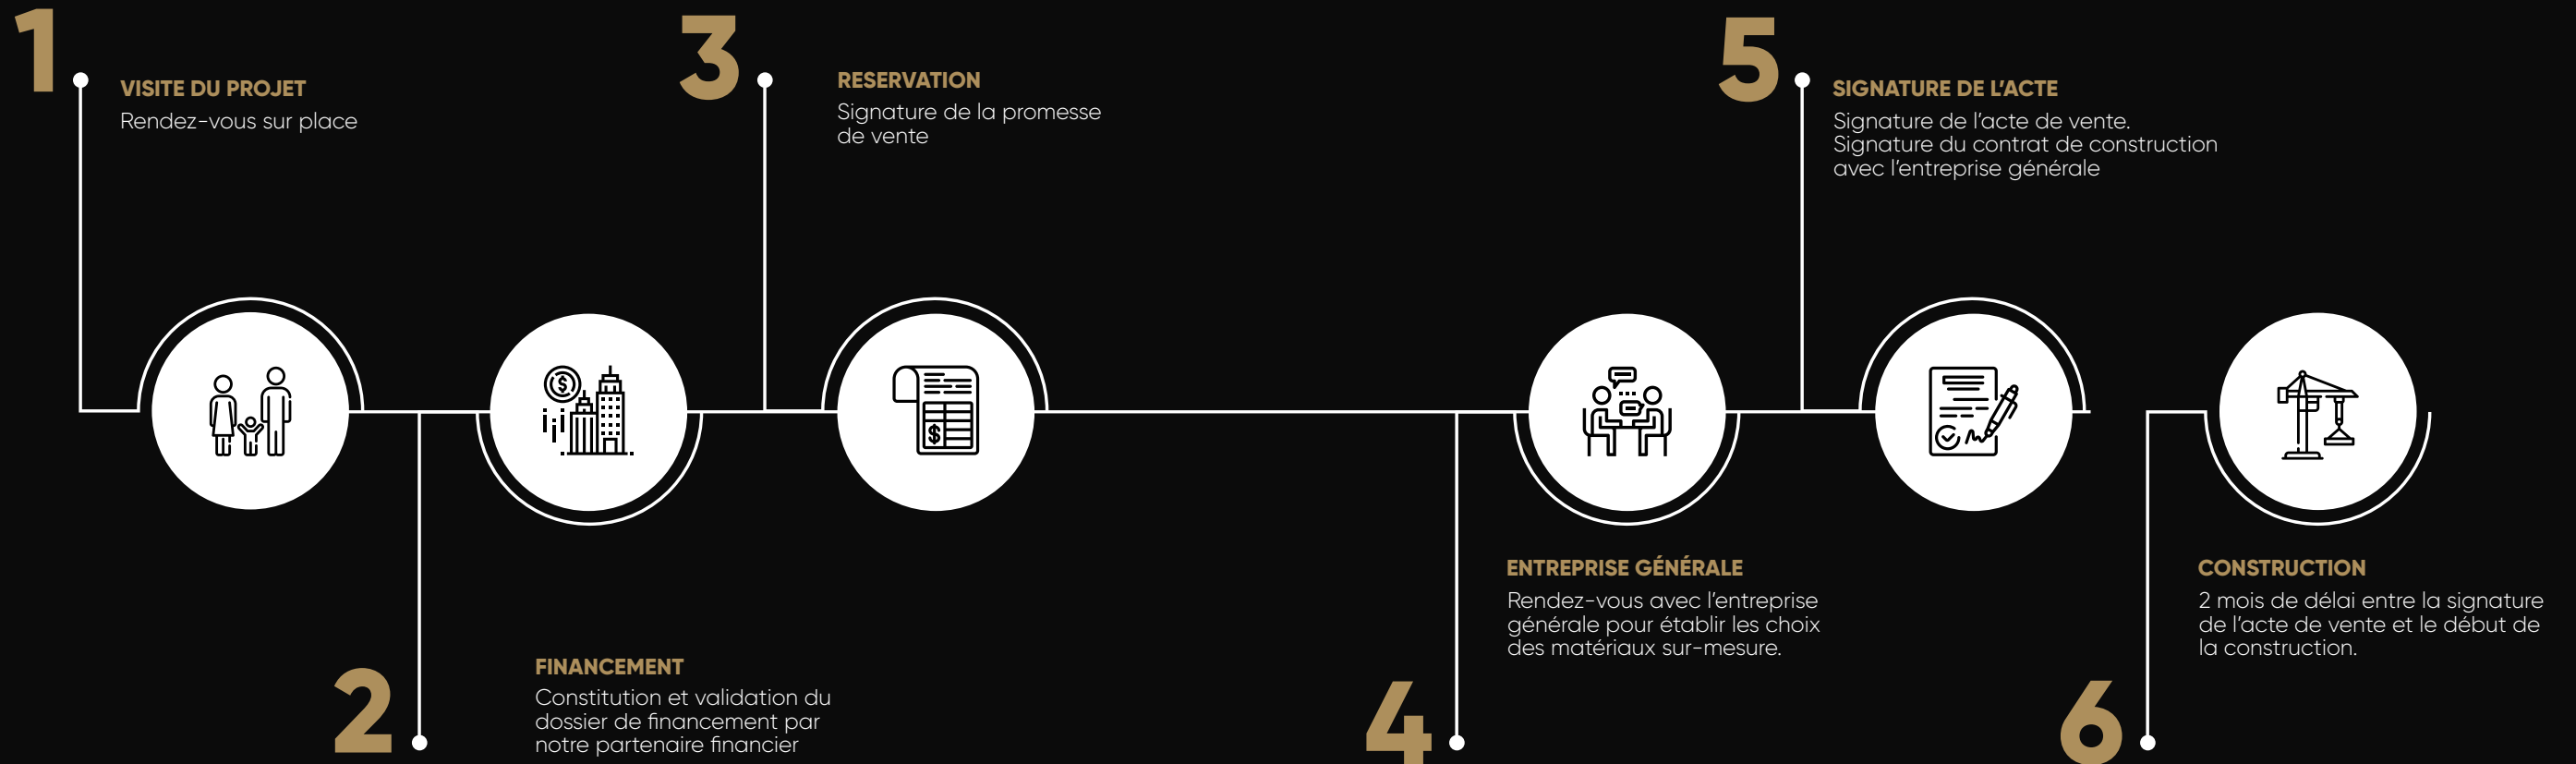 1
VISITE DU PROJET
Rendez-vous sur place
2
FINANCEMENT
Constitution et validation du
dossier de financement par
notre partenaire financier
3
RESERVATION
Signature de la promesse
de vente
4
ENTREPRISE GÉNÉRALE
Rendez-vous avec l'entreprise
générale pour établir les choix
des matériaux sur-mesure.
5
SIGNATURE DE L'ACTE
Signature de l'acte de vente.
Signature du contrat de construction
avec l'entreprise générale
6
CONSTRUCTION
2 mois de délai entre la signature
de l'acte de vente et le début de
la construction.